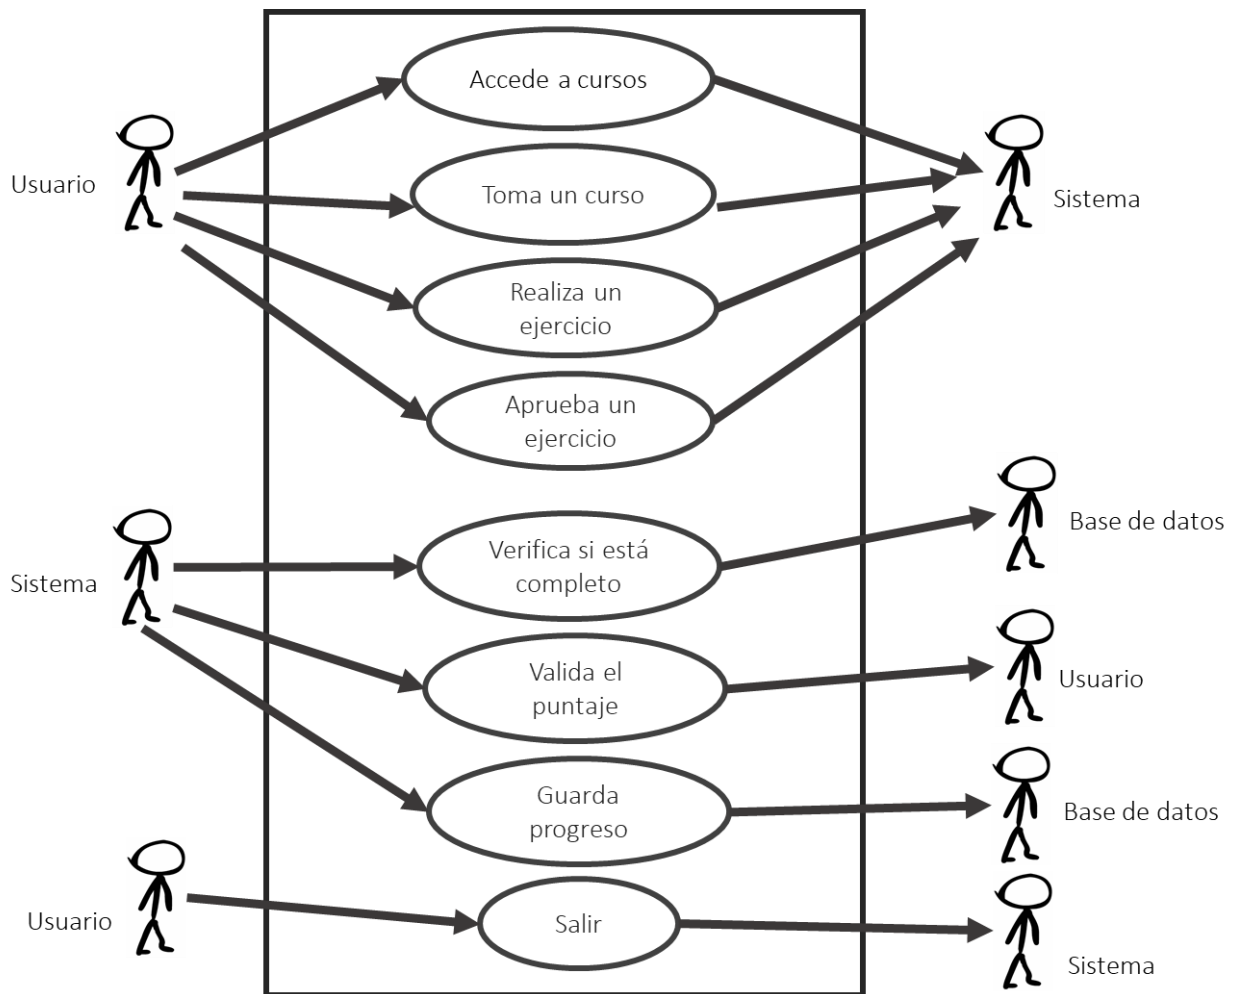 Accede a cursos
Usuario
Toma un curso
Sistema
Realiza un
ejercicio
Aprueba un
ejercicio
Base de datos
Verifica si está
completo
Sistema
Valida el
puntaje
Usuario
Guarda
progreso
Base de datos
Usuario
Salir
Sistema